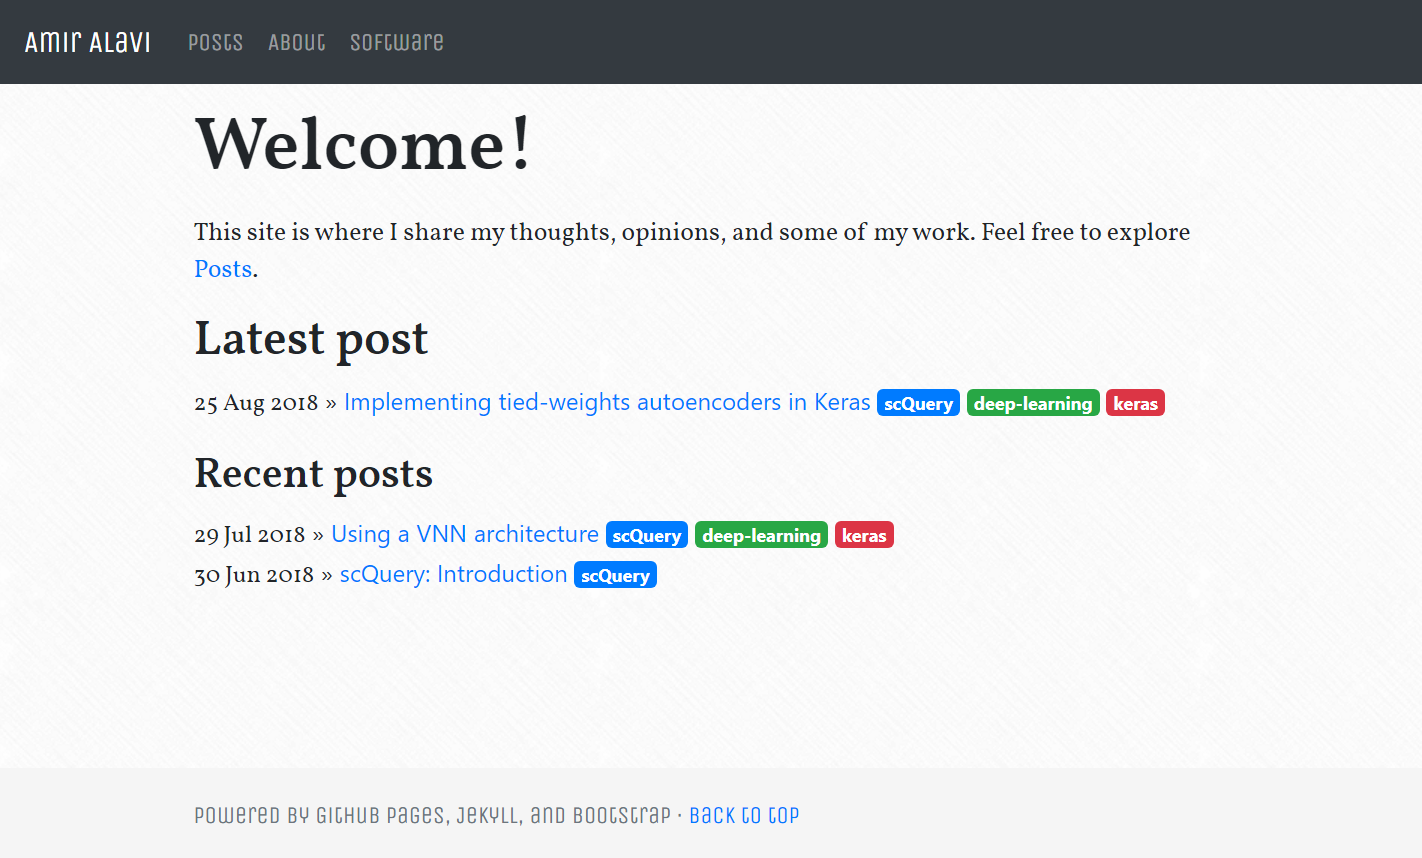 Amir Alavi Posts About Software
Welcome!
This site is where I share my thoughts, opinions, and some of my work. Feel free to explore
Posts.
Latest post
25 Aug 2018 » Implementing tied-weights autoencoders in Keras scQuery deep-learning keras
Recent posts
29 Jul 2018 » Using a VNN architecture scQuery deep-learning keras
30 Jun 2018 » scQuery: Introduction scQuery
Powered by GitHub Pages, Jekyll, and Bootstrap · Back to top